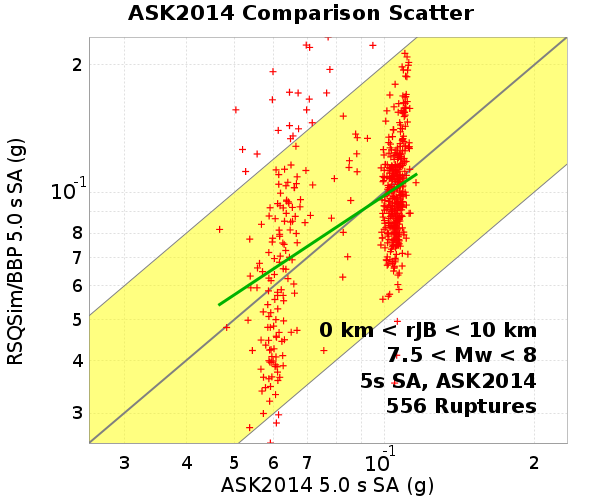 ASK2014 Comparison Scatter
RSQSim/BBP 5.0 s SA (g)
2
10⁻¹
8
7
6
5
4
3
0 km < rJB < 10 km
7.5 < Mw < 8
5s SA, ASK2014
556 Ruptures
3 4 5 6 7 10⁻¹ 2
ASK2014 5.0 s SA (g)